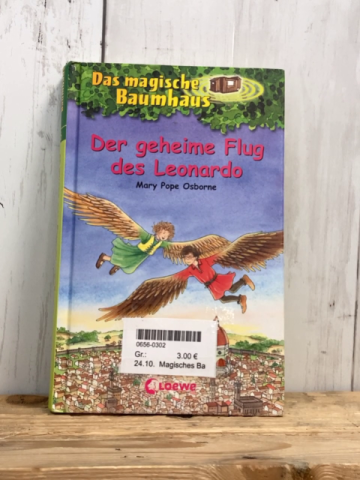 Das magische
Baumhaus
Der geheime Flug
des Leonardo
Mary Pope Osborne
0656-0302
Gr.: 3.00 €
24.10. Magisches Ba
Loewe